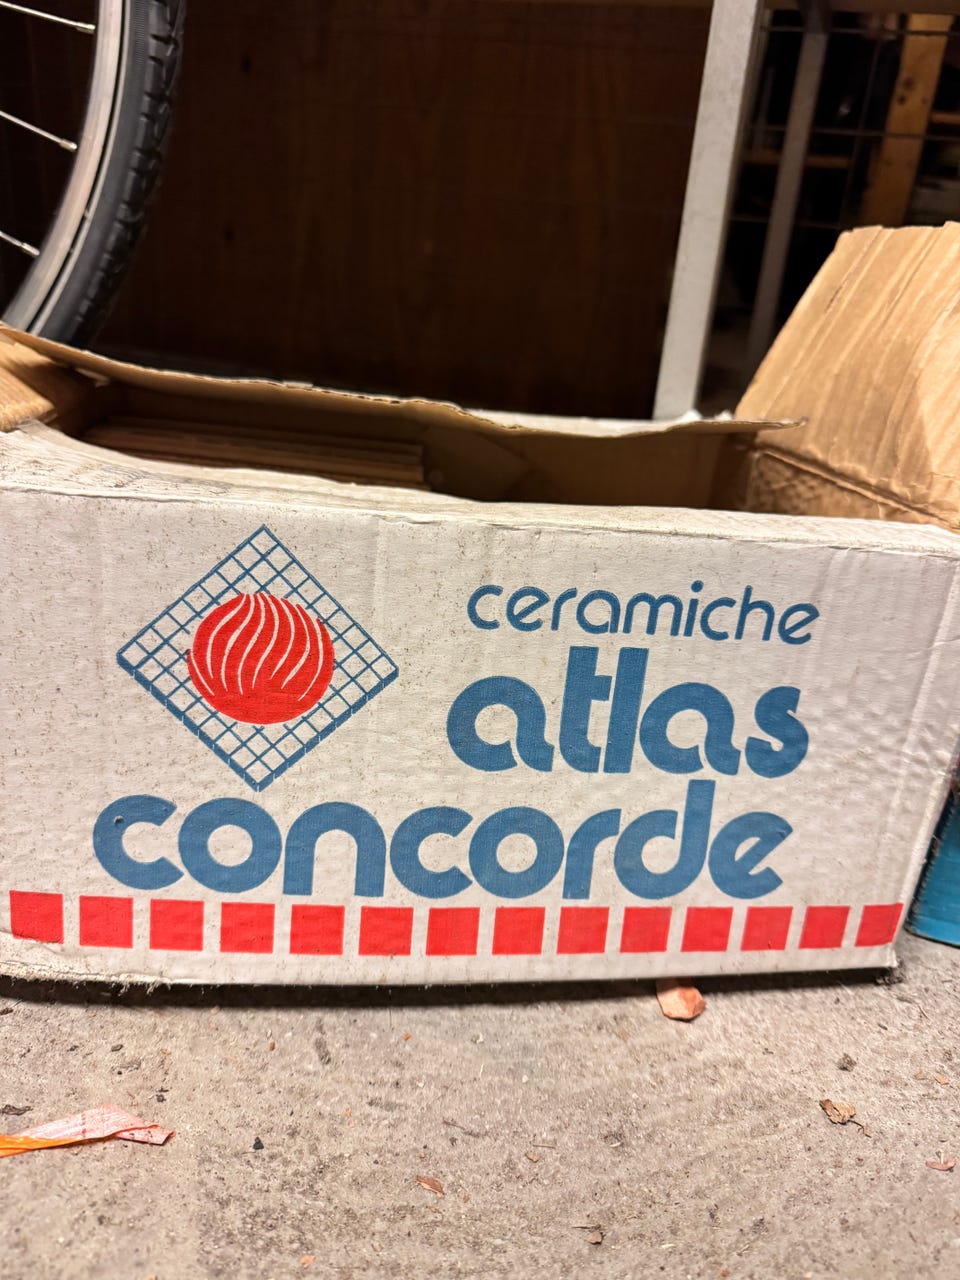 ceramiche
atlas
concorde